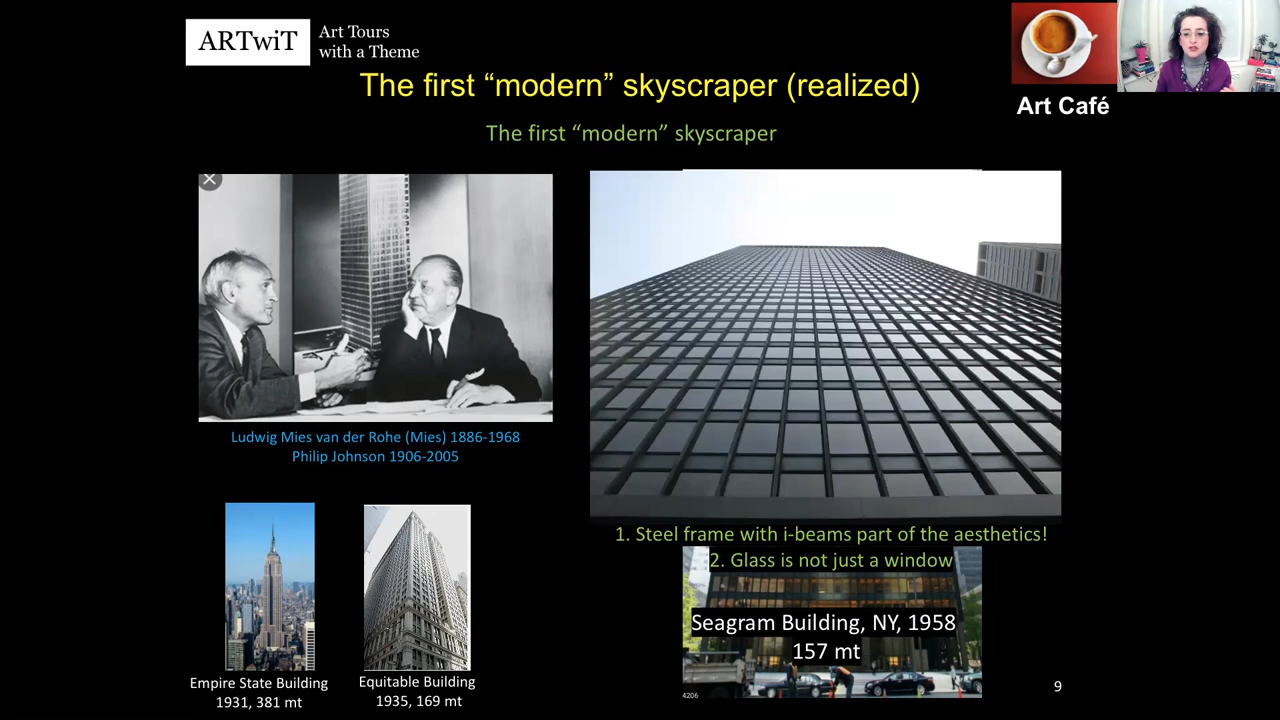 ARTwiT
Art Tours
with a Theme
The first “modern” skyscraper (realized)
Art Café
The first “modern” skyscraper
Ludwig Mies van der Rohe (Mies) 1886-1968
Philip Johnson 1906-2005
1. Steel frame with i-beams part of the aesthetics!
2. Glass is not just a window
Seagram Building, NY, 1958
157 mt
Empire State Building
1931, 381 mt
Equitable Building
1935, 169 mt
4206
9